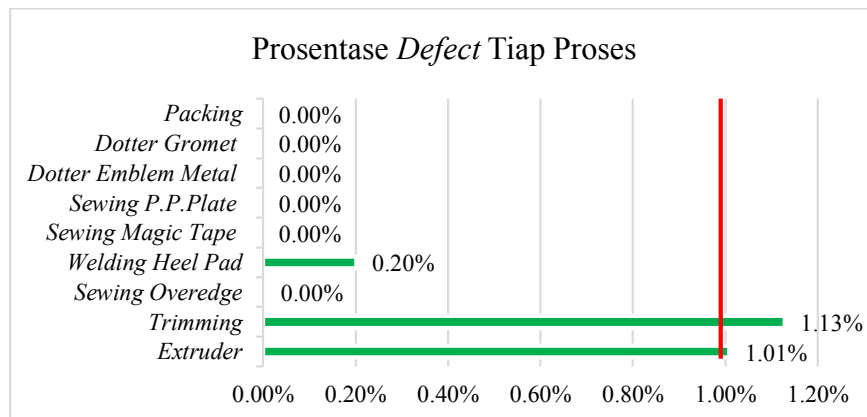 Prosentase Defect Tiap Proses
Packing 0.00%
Dotter Gromet 0.00%
Dotter Emblem Metal 0.00%
Sewing P.P.Plate 0.00%
Sewing Magic Tape 0.00%
Welding Heel Pad 0.20%
Sewing Overedge 0.00%
Trimming 1.13%
Extruder 1.01%
0.00% 0.20% 0.40% 0.60% 0.80% 1.00% 1.20%